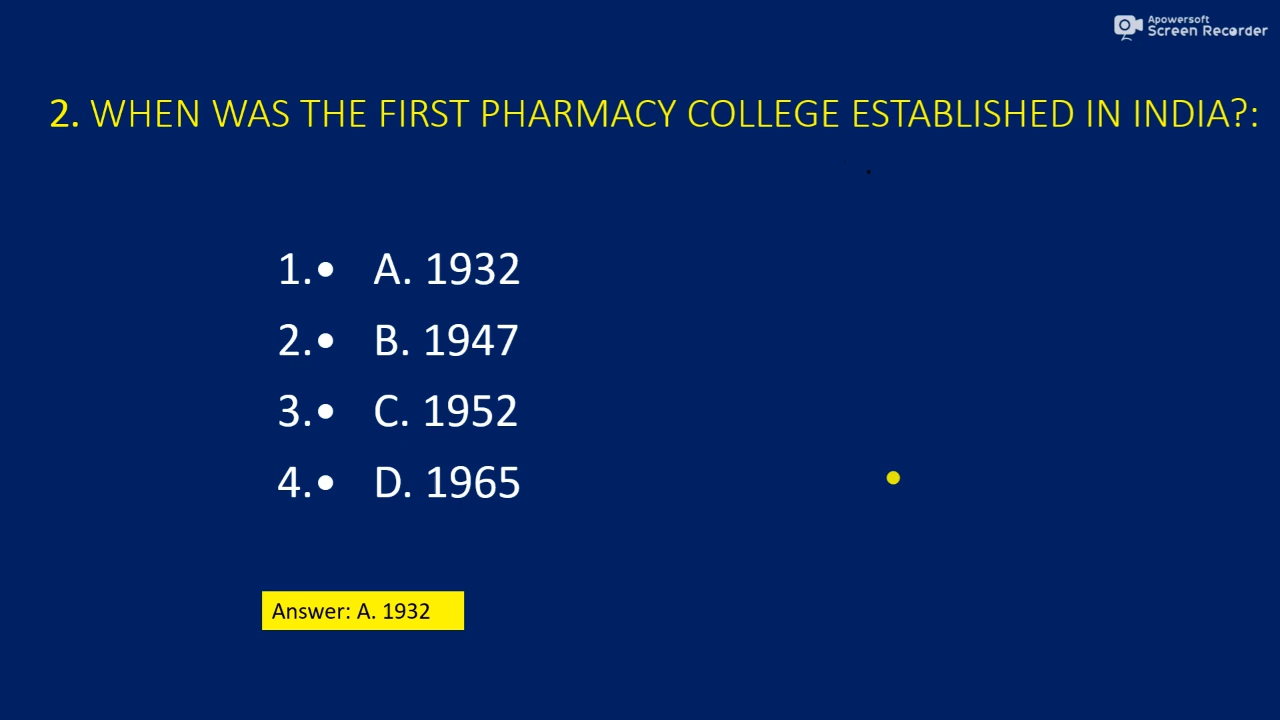 Apowersoft
Screen Recorder
2. WHEN WAS THE FIRST PHARMACY COLLEGE ESTABLISHED IN INDIA?:
1.• A. 1932
2.• B. 1947
3.• C. 1952
4.• D. 1965
Answer: A. 1932